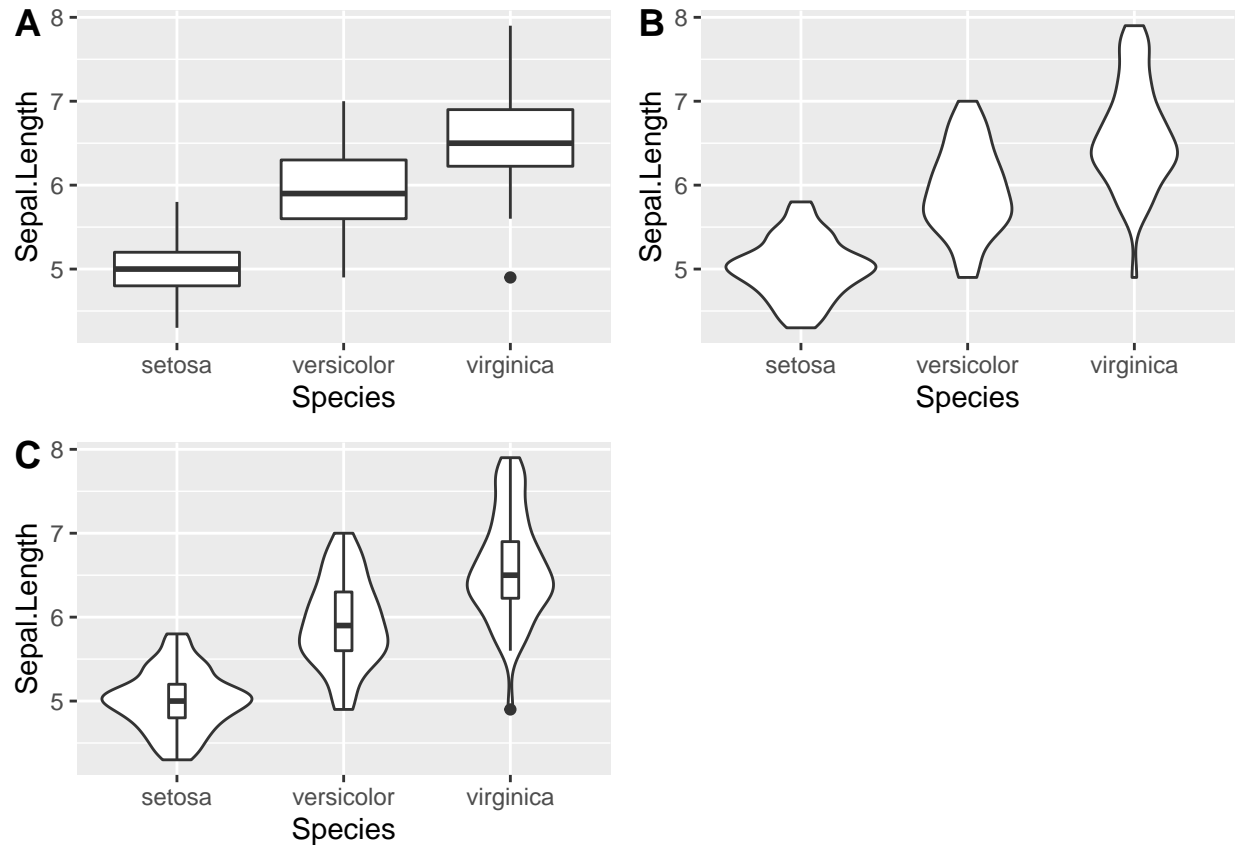 A
8
7
6
5
Sepal.Length
setosa versicolor virginica
Species
B
8
7
6
5
Sepal.Length
setosa versicolor virginica
Species
C
8
7
6
5
Sepal.Length
setosa versicolor virginica
Species